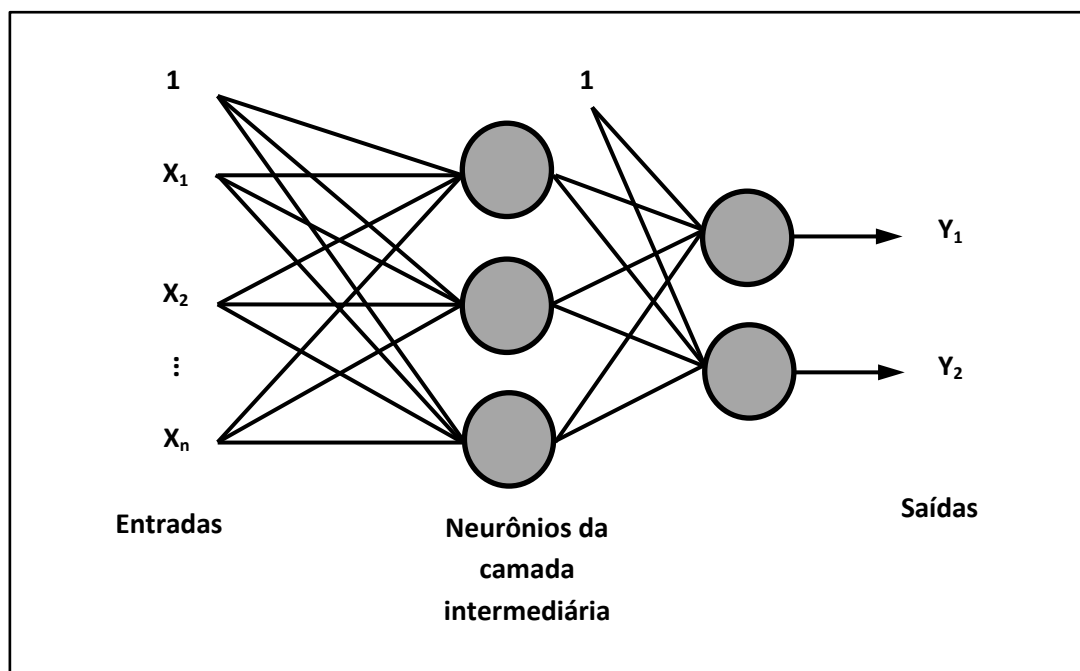 1
1
X₁
X₂
⋮
Xₙ
Y₁
Y₂
Entradas
Neurônios da
camada
intermediária
Saídas